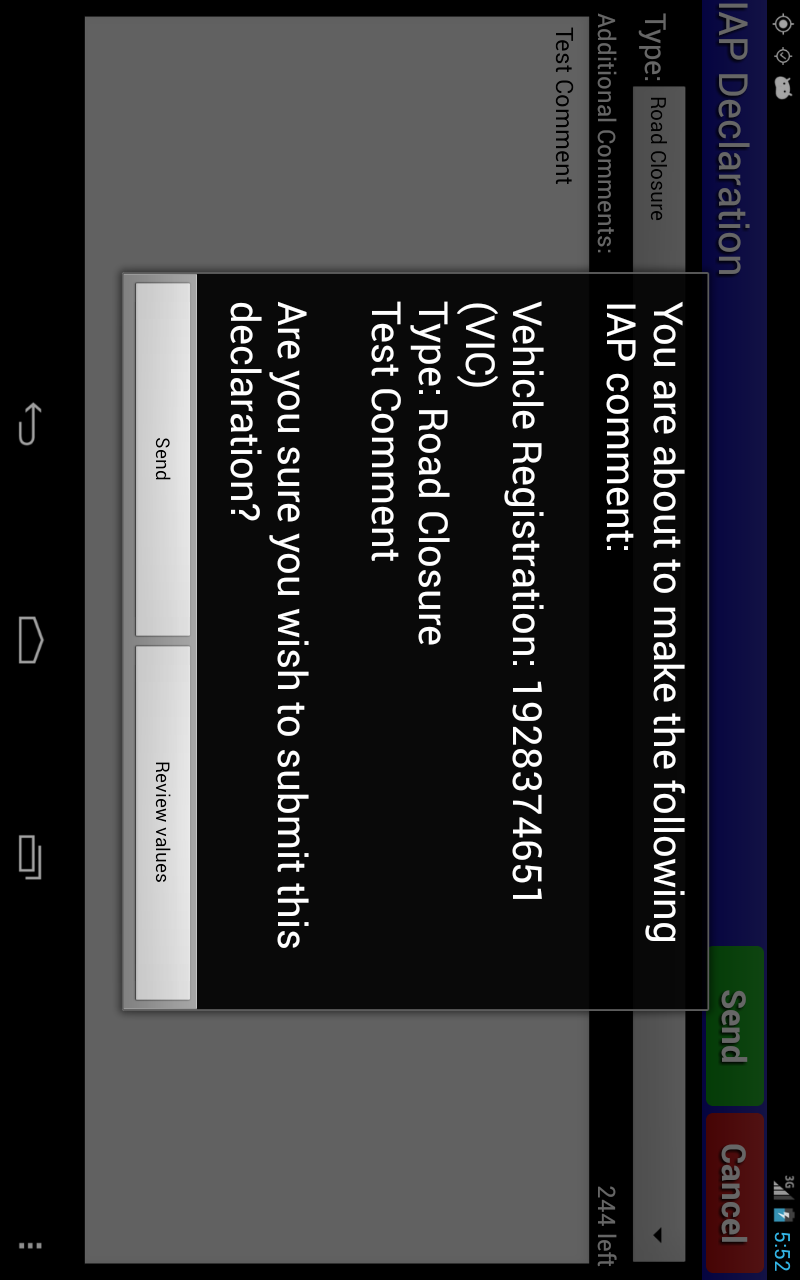 3G 5:52
IAP Declaration Send Cancel
Type: Road Closure
Additional Comments: 244 left
Test Comment
You are about to make the following
IAP comment:
Vehicle Registration: 1928374651
(VIC)
Type: Road Closure
Test Comment
Are you sure you wish to submit this
declaration?
Send Review values